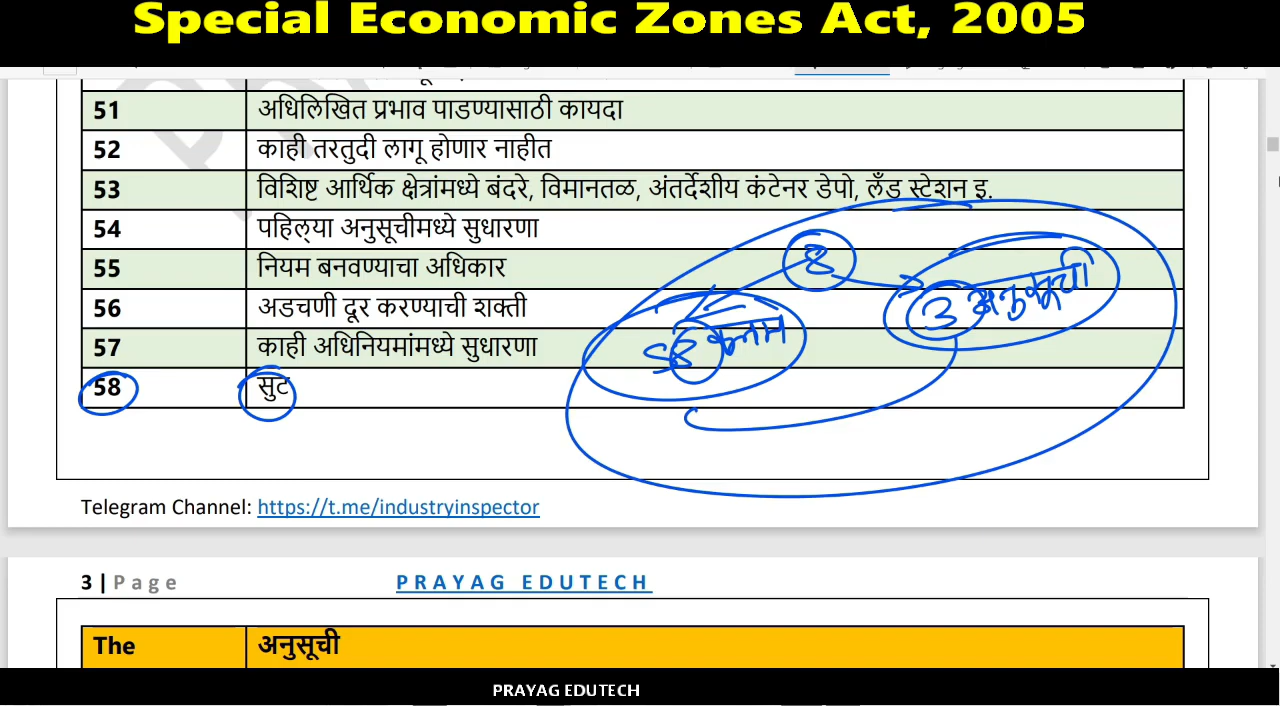 Special Economic Zones Act, 2005
51 अधिलिखित प्रभाव पाडण्यासाठी कायदा
52 काही तरतुदी लागू होणार नाहीत
53 विशिष्ट आर्थिक क्षेत्रांमध्ये बंदरे, विमानतळ, अंतर्देशीय कंटेनर डेपो, लँड स्टेशन इ.
54 पहिल्या अनुसूचीमध्ये सुधारणा
55 नियम बनवण्याचा अधिकार
56 अडचणी दूर करण्याची शक्ती
57 काही अधिनियमांमध्ये सुधारणा
58 सुट
8
3 अनुसूची
58 कलम
Telegram Channel: https://t.me/industryinspector
3 | Page PRAYAG EDUTECH
The अनुसूची
PRAYAG EDUTECH